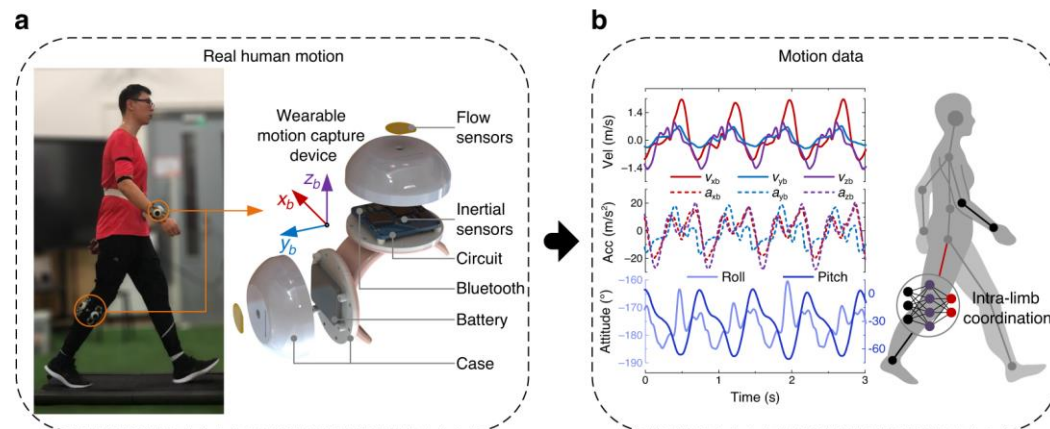 a
Real human motion
Wearable
motion capture
device
Flow
sensors
z_b
x_b
y_b
Inertial
sensors
Circuit
Bluetooth
Battery
Case
b
Motion data
Vel (m/s)
1.4
0.0
−1.4
v_xb v_yb v_zb
a_xb a_yb a_zb
Acc (m/s²)
20
0
−20
Roll Pitch
Attitude (°)
−160
−170
−180
−190
0
−30
−60
0 1 2 3
Time (s)
Intra-limb
coordination